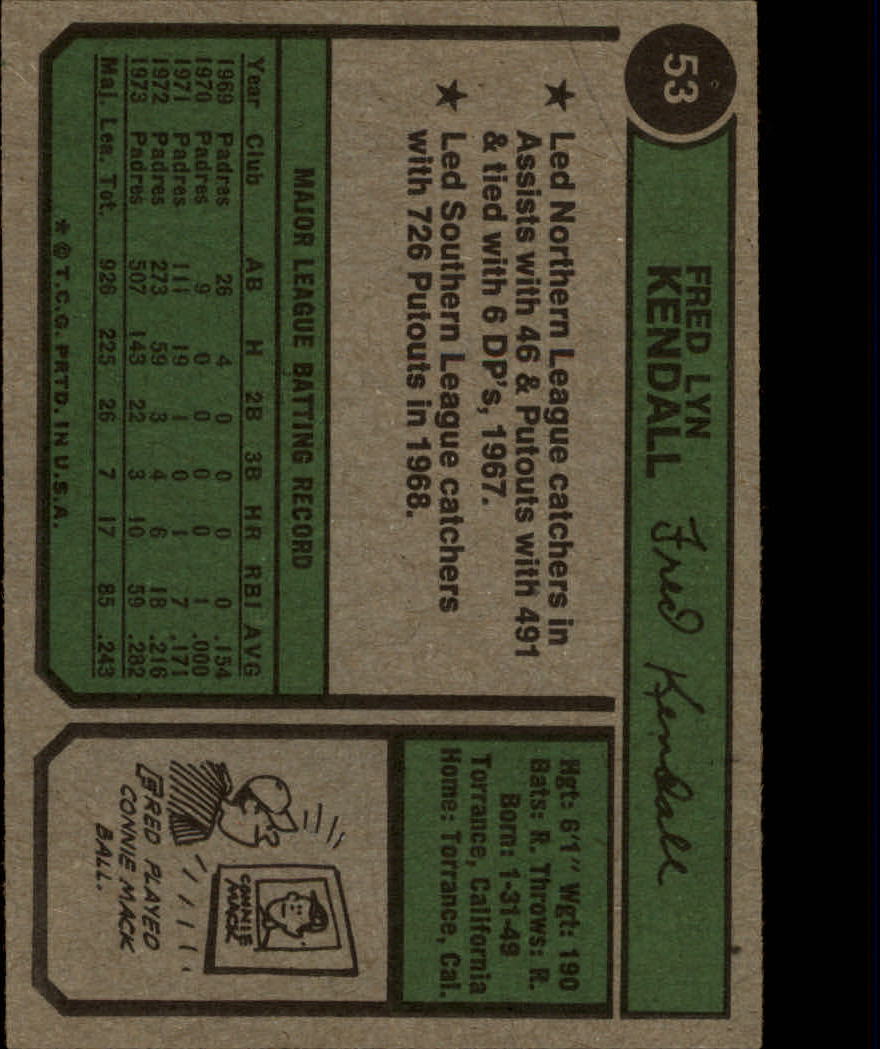 53
FRED LYN
KENDALL
Fred Kendall
★ Led Northern League catchers in
Assists with 46 & Putouts with 491
& tied with 6 DP's, 1967.
★ Led Southern League catchers
with 726 Putouts in 1968.
MAJOR LEAGUE BATTING RECORD
Year Club AB H 2B 3B HR RBI AVG
1969 Padres 26 4 0 0 0 0 .154
1970 Padres 9 0 0 0 0 1 .000
1971 Padres 111 19 1 0 1 7 .171
1972 Padres 273 59 3 4 6 18 .216
1973 Padres 507 143 22 3 10 59 .282
Maj. Lea. Tot. 926 225 26 7 17 85 .243
* © T.C.G. PRTD. IN U.S.A.
Hgt: 6'1" Wgt: 190
Bats: R. Throws: R.
Born: 1-31-49
Torrance, California
Home: Torrance, Cal.
CONNIE
MACK
FRED PLAYED
CONNIE MACK
BALL.